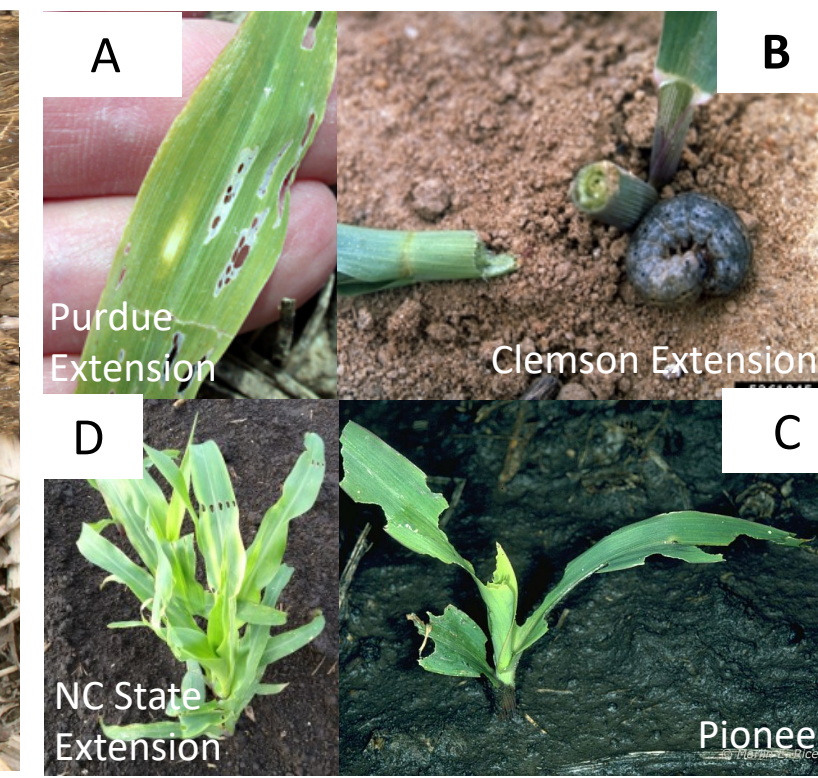 A
B
Purdue
Extension
Clemson Extension
D
C
NC State
Extension
Pionee